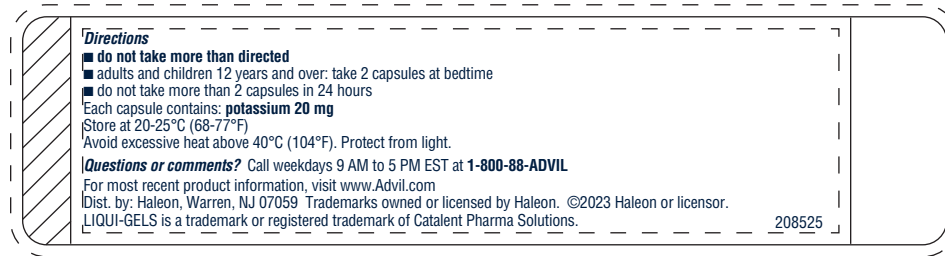 Directions
■ do not take more than directed
■ adults and children 12 years and over: take 2 capsules at bedtime
■ do not take more than 2 capsules in 24 hours
Each capsule contains: potassium 20 mg
Store at 20-25°C (68-77°F)
Avoid excessive heat above 40°C (104°F). Protect from light.
Questions or comments? Call weekdays 9 AM to 5 PM EST at 1-800-88-ADVIL
For most recent product information, visit www.Advil.com
Dist. by: Haleon, Warren, NJ 07059 Trademarks owned or licensed by Haleon. ©2023 Haleon or licensor.
LIQUI-GELS is a trademark or registered trademark of Catalent Pharma Solutions. 208525